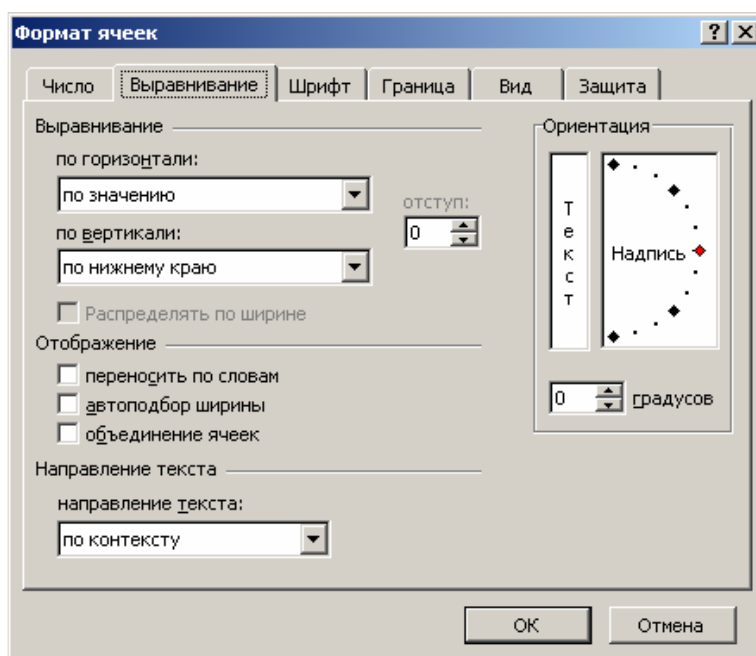 Формат ячеек
Число Выравнивание Шрифт Граница Вид Защита
Выравнивание
по горизонтали:
по значению
отступ:
0
по вертикали:
по нижнему краю
Распределять по ширине
Отображение
переносить по словам
автоподбор ширины
объединение ячеек
Направление текста
направление текста:
по контексту
Ориентация
Текст
Надпись
0 градусов
ОК Отмена